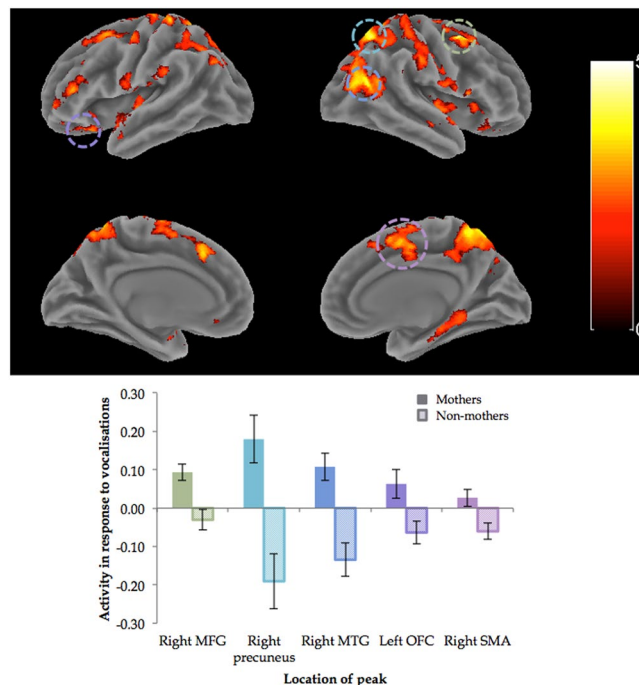 5
0
Mothers
Non-mothers
Activity in response to vocalisations
0.30
0.20
0.10
0.00
-0.10
-0.20
-0.30
Right MFG
Right precuneus
Right MTG
Left OFC
Right SMA
Location of peak